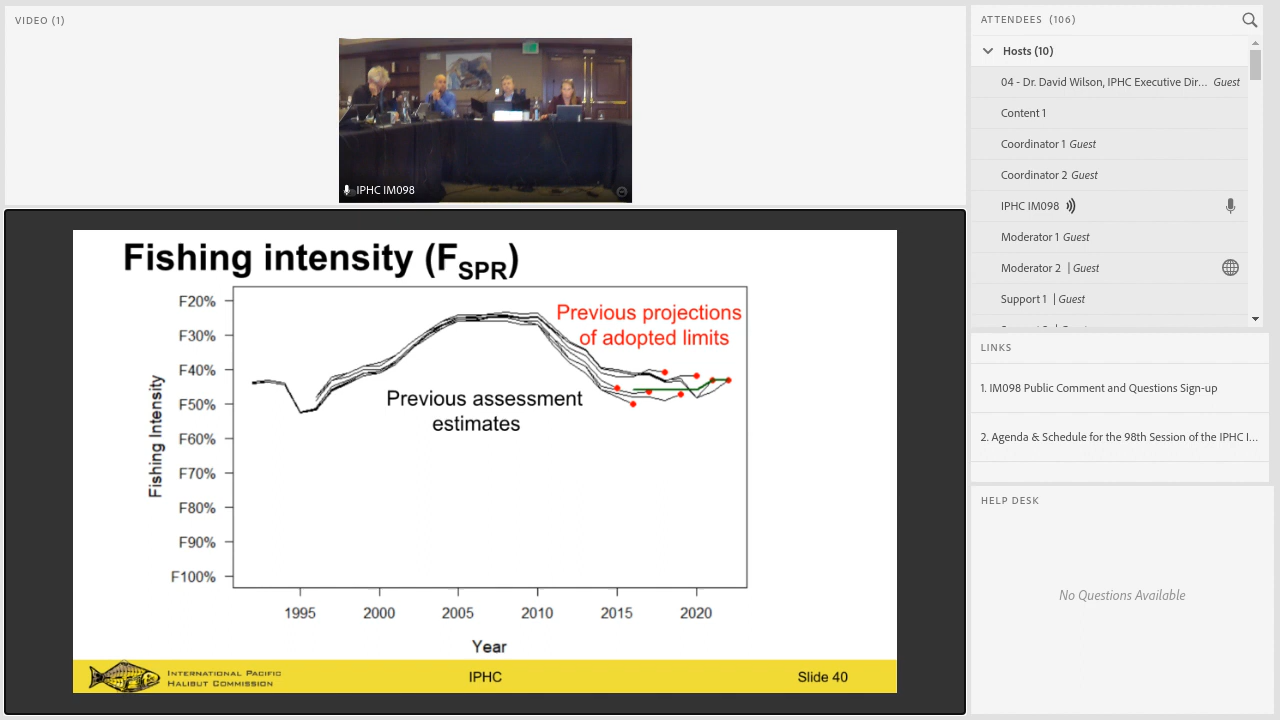 VIDEO (1)
IPHC IM098
Fishing intensity (FSPR)
F20%
F30%
F40%
F50%
F60%
F70%
F80%
F90%
F100%
Fishing Intensity
Previous projections
of adopted limits
Previous assessment
estimates
1995 2000 2005 2010 2015 2020
Year
INTERNATIONAL PACIFIC
HALIBUT COMMISSION
IPHC
Slide 40
ATTENDEES (106)
Hosts (10)
04 - Dr. David Wilson, IPHC Executive Dir... Guest
Content 1
Coordinator 1 Guest
Coordinator 2 Guest
IPHC IM098
Moderator 1 Guest
Moderator 2 | Guest
Support 1 | Guest
LINKS
1. IM098 Public Comment and Questions Sign-up
2. Agenda & Schedule for the 98th Session of the IPHC I...
HELP DESK
No Questions Available